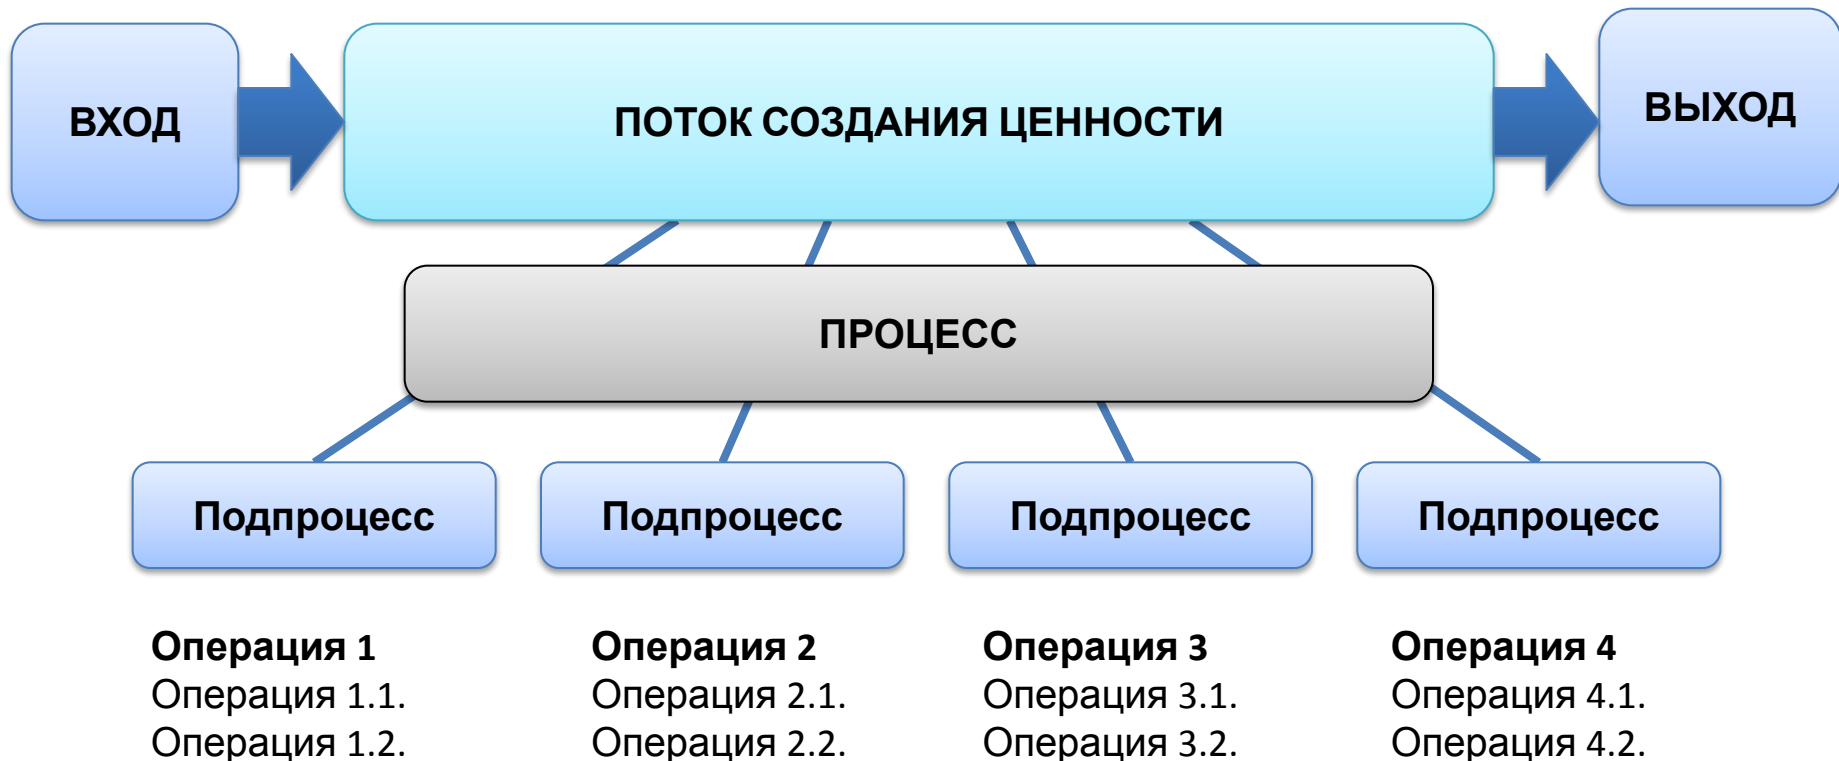 ВХОД
ПОТОК СОЗДАНИЯ ЦЕННОСТИ
ВЫХОД
ПРОЦЕСС
Подпроцесс
Подпроцесс
Подпроцесс
Подпроцесс
Операция 1
Операция 1.1.
Операция 1.2.
Операция 2
Операция 2.1.
Операция 2.2.
Операция 3
Операция 3.1.
Операция 3.2.
Операция 4
Операция 4.1.
Операция 4.2.